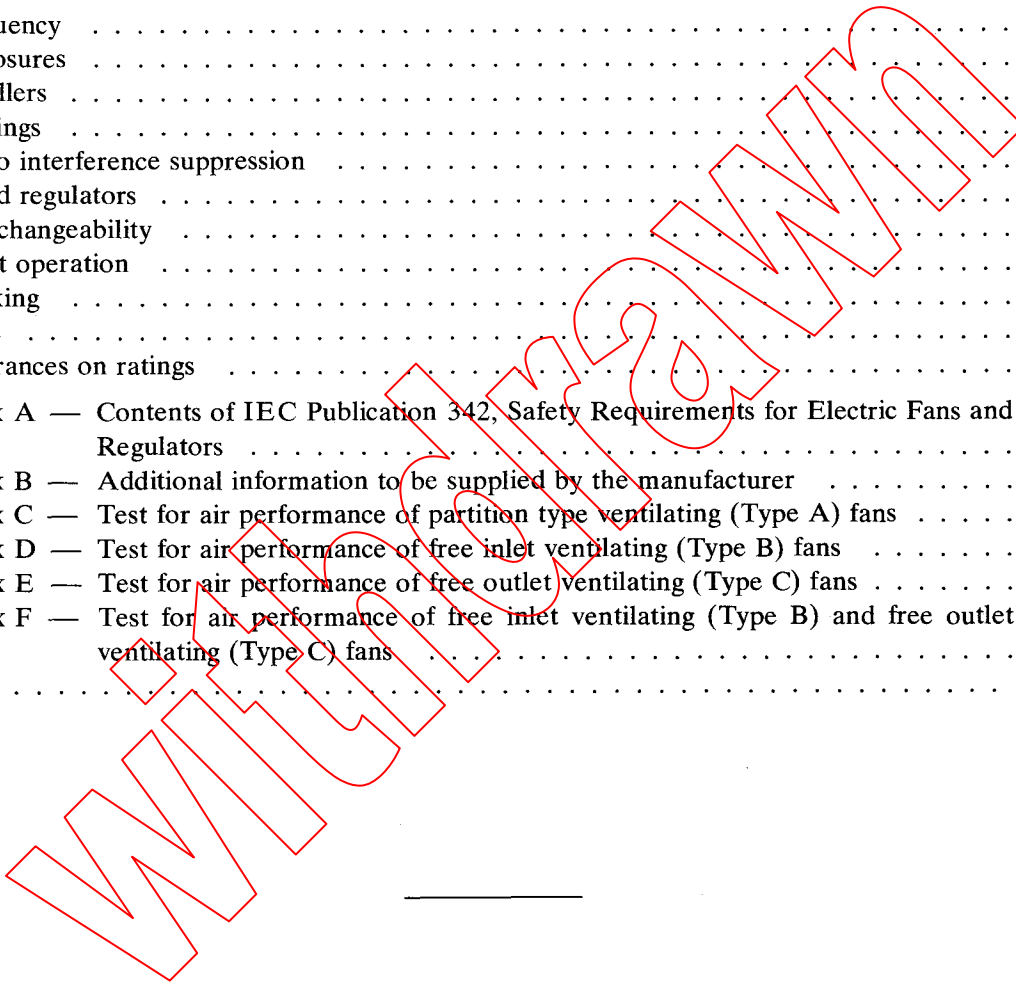 uency . . . . . . . . . . . . . . . . . . . . . . . . . . . . . . . . . . . . . . . . . .
osures . . . . . . . . . . . . . . . . . . . . . . . . . . . . . . . . . . . . . . . . . .
llers . . . . . . . . . . . . . . . . . . . . . . . . . . . . . . . . . . . . . . . . . . .
ings . . . . . . . . . . . . . . . . . . . . . . . . . . . . . . . . . . . . . . . . . . .
o interference suppression . . . . . . . . . . . . . . . . . . . . . . . . . . . . . . .
d regulators . . . . . . . . . . . . . . . . . . . . . . . . . . . . . . . . . . . . . . .
changeability . . . . . . . . . . . . . . . . . . . . . . . . . . . . . . . . . . . . . .
t operation . . . . . . . . . . . . . . . . . . . . . . . . . . . . . . . . . . . . . . .
king . . . . . . . . . . . . . . . . . . . . . . . . . . . . . . . . . . . . . . . . . . .
. . . . . . . . . . . . . . . . . . . . . . . . . . . . . . . . . . . . . . . . . . . . .
rances on ratings . . . . . . . . . . . . . . . . . . . . . . . . . . . . . . . . . . . .
x A — Contents of IEC Publication 342, Safety Requirements for Electric Fans and
Regulators . . . . . . . . . . . . . . . . . . . . . . . . . . . . . . . . . . .
x B — Additional information to be supplied by the manufacturer . . . . . . . . .
x C — Test for air performance of partition type ventilating (Type A) fans . . . . .
x D — Test for air performance of free inlet ventilating (Type B) fans . . . . . . .
x E — Test for air performance of free outlet ventilating (Type C) fans . . . . . . .
x F — Test for air performance of free inlet ventilating (Type B) and free outlet
ventilating (Type C) fans . . . . . . . . . . . . . . . . . . . . . . . . . . .
. . . . . . . . . . . . . . . . . . . . . . . . . . . . . . . . . . . . . . . . . . . . .
withdrawn